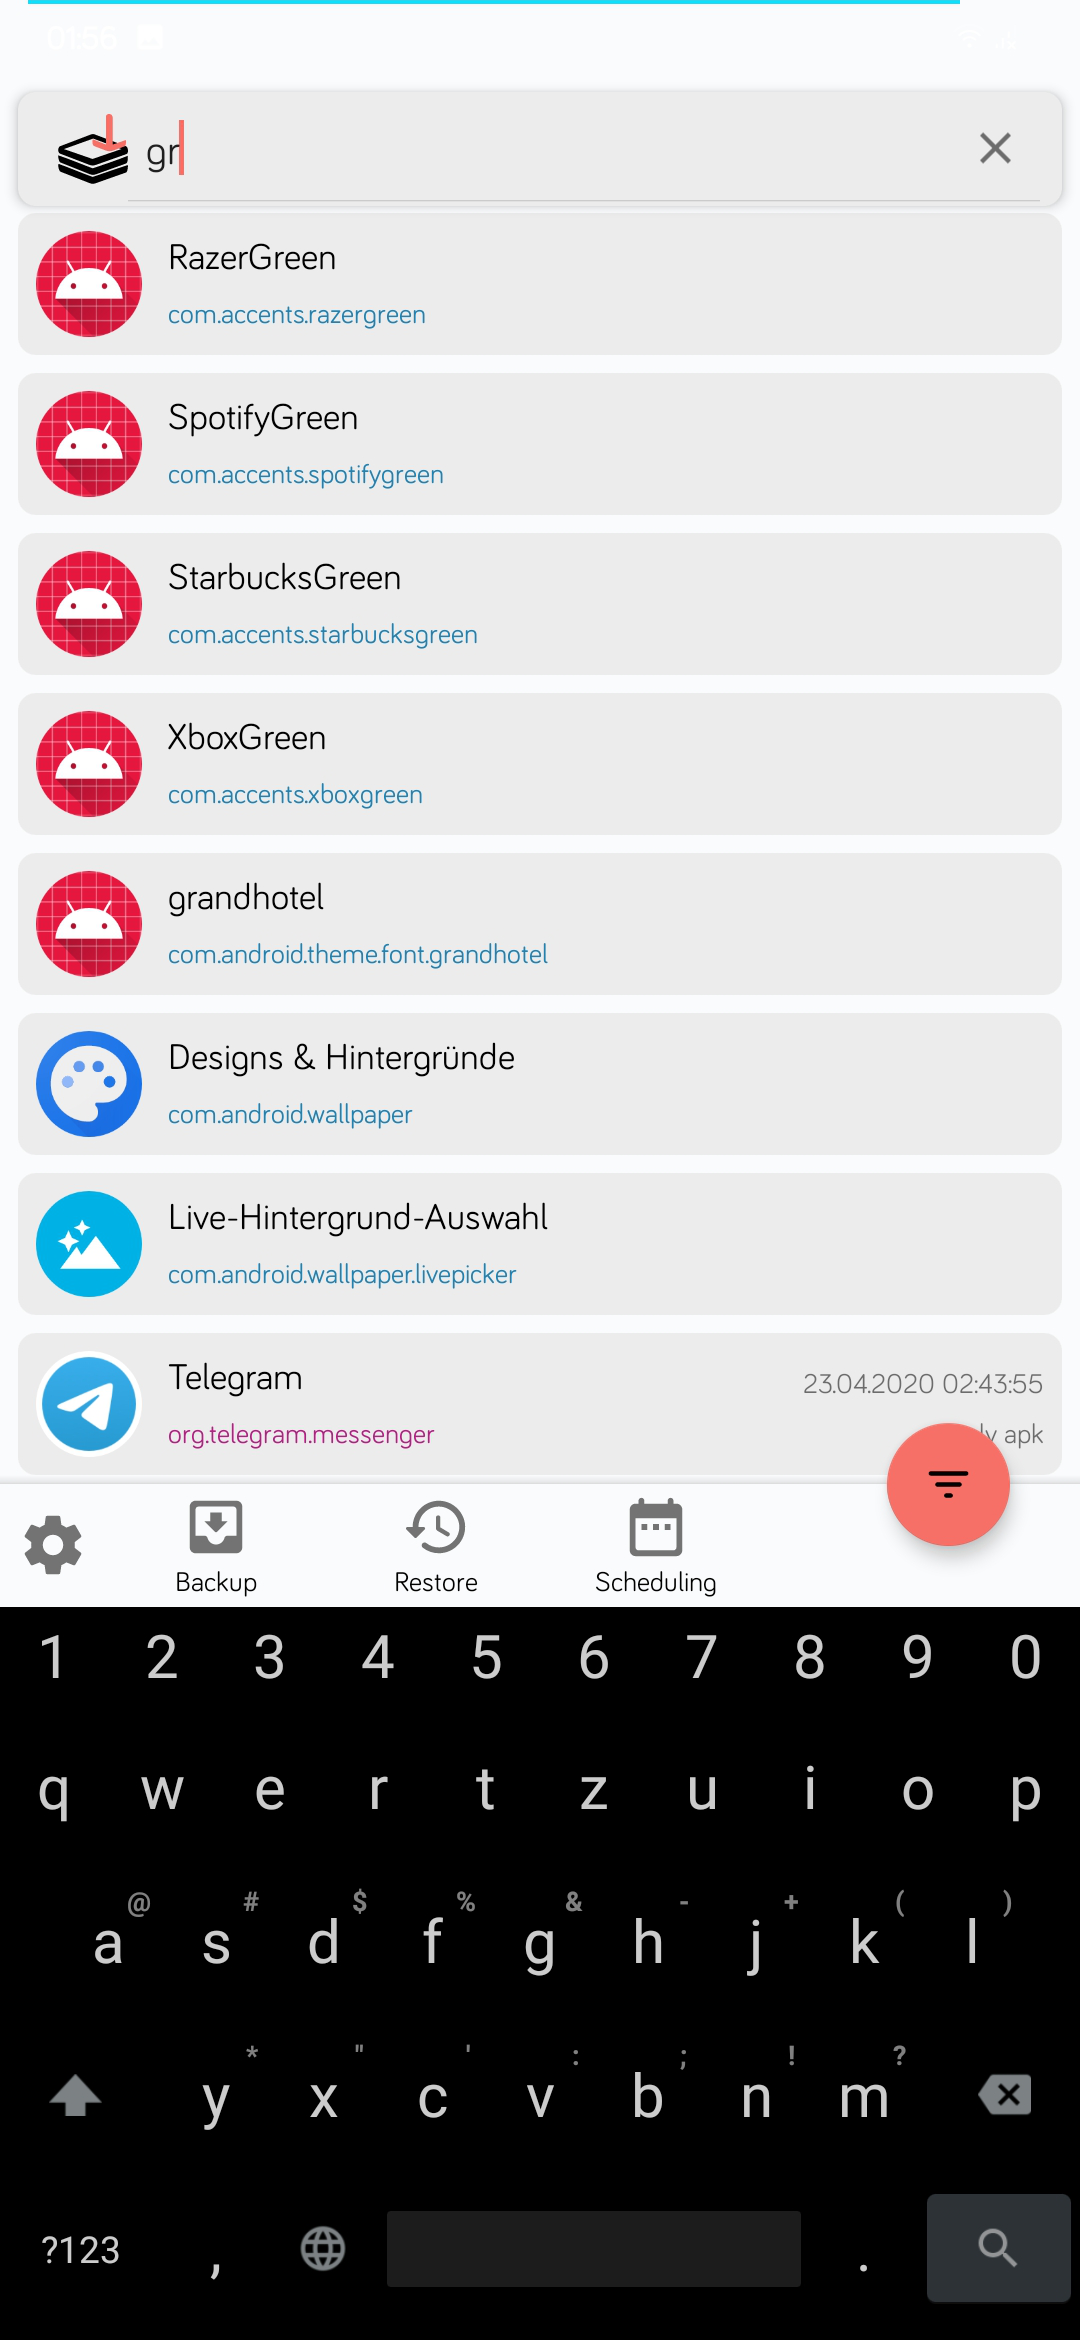 01:56
gr
RazerGreen
com.accents.razergreen
SpotifyGreen
com.accents.spotifygreen
StarbucksGreen
com.accents.starbucksgreen
XboxGreen
com.accents.xboxgreen
grandhotel
com.android.theme.font.grandhotel
Designs & Hintergründe
com.android.wallpaper
Live-Hintergrund-Auswahl
com.android.wallpaper.livepicker
Telegram 23.04.2020 02:43:55
org.telegram.messenger apk
Backup Restore Scheduling
1 2 3 4 5 6 7 8 9 0
q w e r t z u i o p
@ # $ % & - + ( )
a s d f g h j k l
* " ' : ; ! ?
y x c v b n m
?123 , .